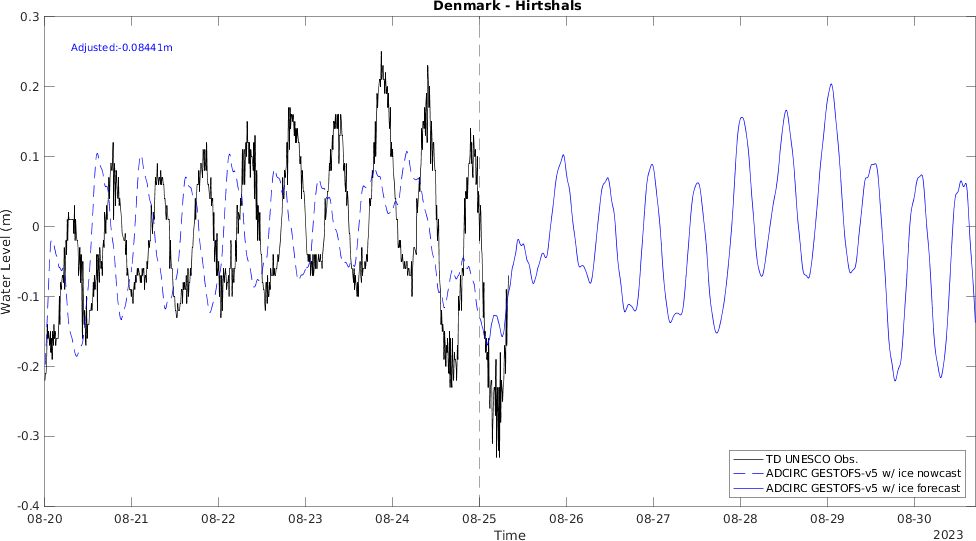 Denmark - Hirtshals
0.3
Adjusted:-0.08441m
0.2
0.1
0
-0.1
-0.2
-0.3
-0.4
Water Level (m)
TD UNESCO Obs.
ADCIRC GESTOFS-v5 w/ ice nowcast
ADCIRC GESTOFS-v5 w/ ice forecast
08-20 08-21 08-22 08-23 08-24 08-25 08-26 08-27 08-28 08-29 08-30
Time
2023